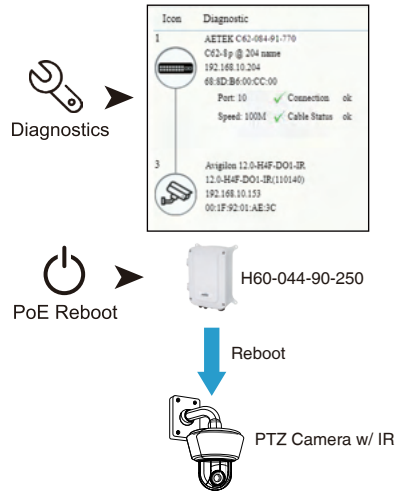 Icon Diagnostic
1
AETEK C62-084-91-770
C62-8p @ 204 name
192.168.10.204
68:8D:B6:00:CC:00
Port: 10 ✓ Connection ok
Speed: 100M ✓ Cable Status ok
Diagnostics
3
Avigilon 12.0-H4F-DO1-IR
12.0-H4F-DO1-IR(110140)
192.168.10.153
00:1F:92:01:AE:3C
PoE Reboot
H60-044-90-250
Reboot
PTZ Camera w/ IR